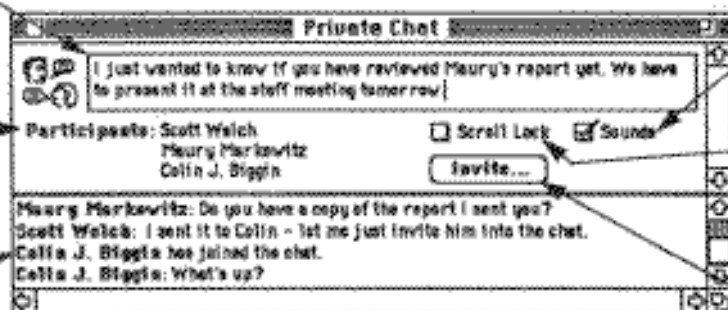 Private Chat
I just wanted to know if you have reviewed Maury's report yet. We have
to present it at the staff meeting tomorrow
Participants: Scott Welch
Maury Markowitz
Colin J. Biggin
Scroll Lock
Sounds
Invite...
Maury Markowitz: Do you have a copy of the report I sent you?
Scott Welch: I sent it to Colin - let me just invite him into the chat.
Colin J. Biggin has joined the chat.
Colin J. Biggin: What's up?